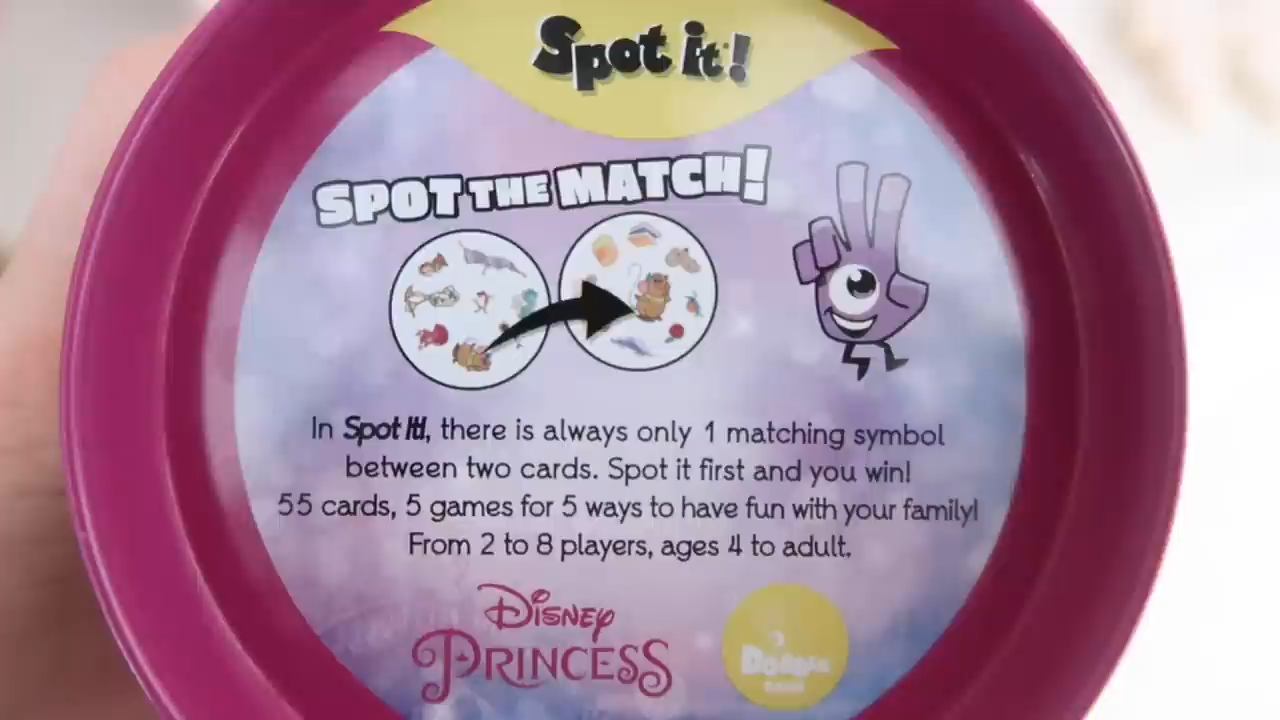 Spot it!
SPOT THE MATCH!
In Spot It!, there is always only 1 matching symbol
between two cards. Spot it first and you win!
55 cards, 5 games for 5 ways to have fun with your family!
From 2 to 8 players, ages 4 to adult.
Disney
PRINCESS